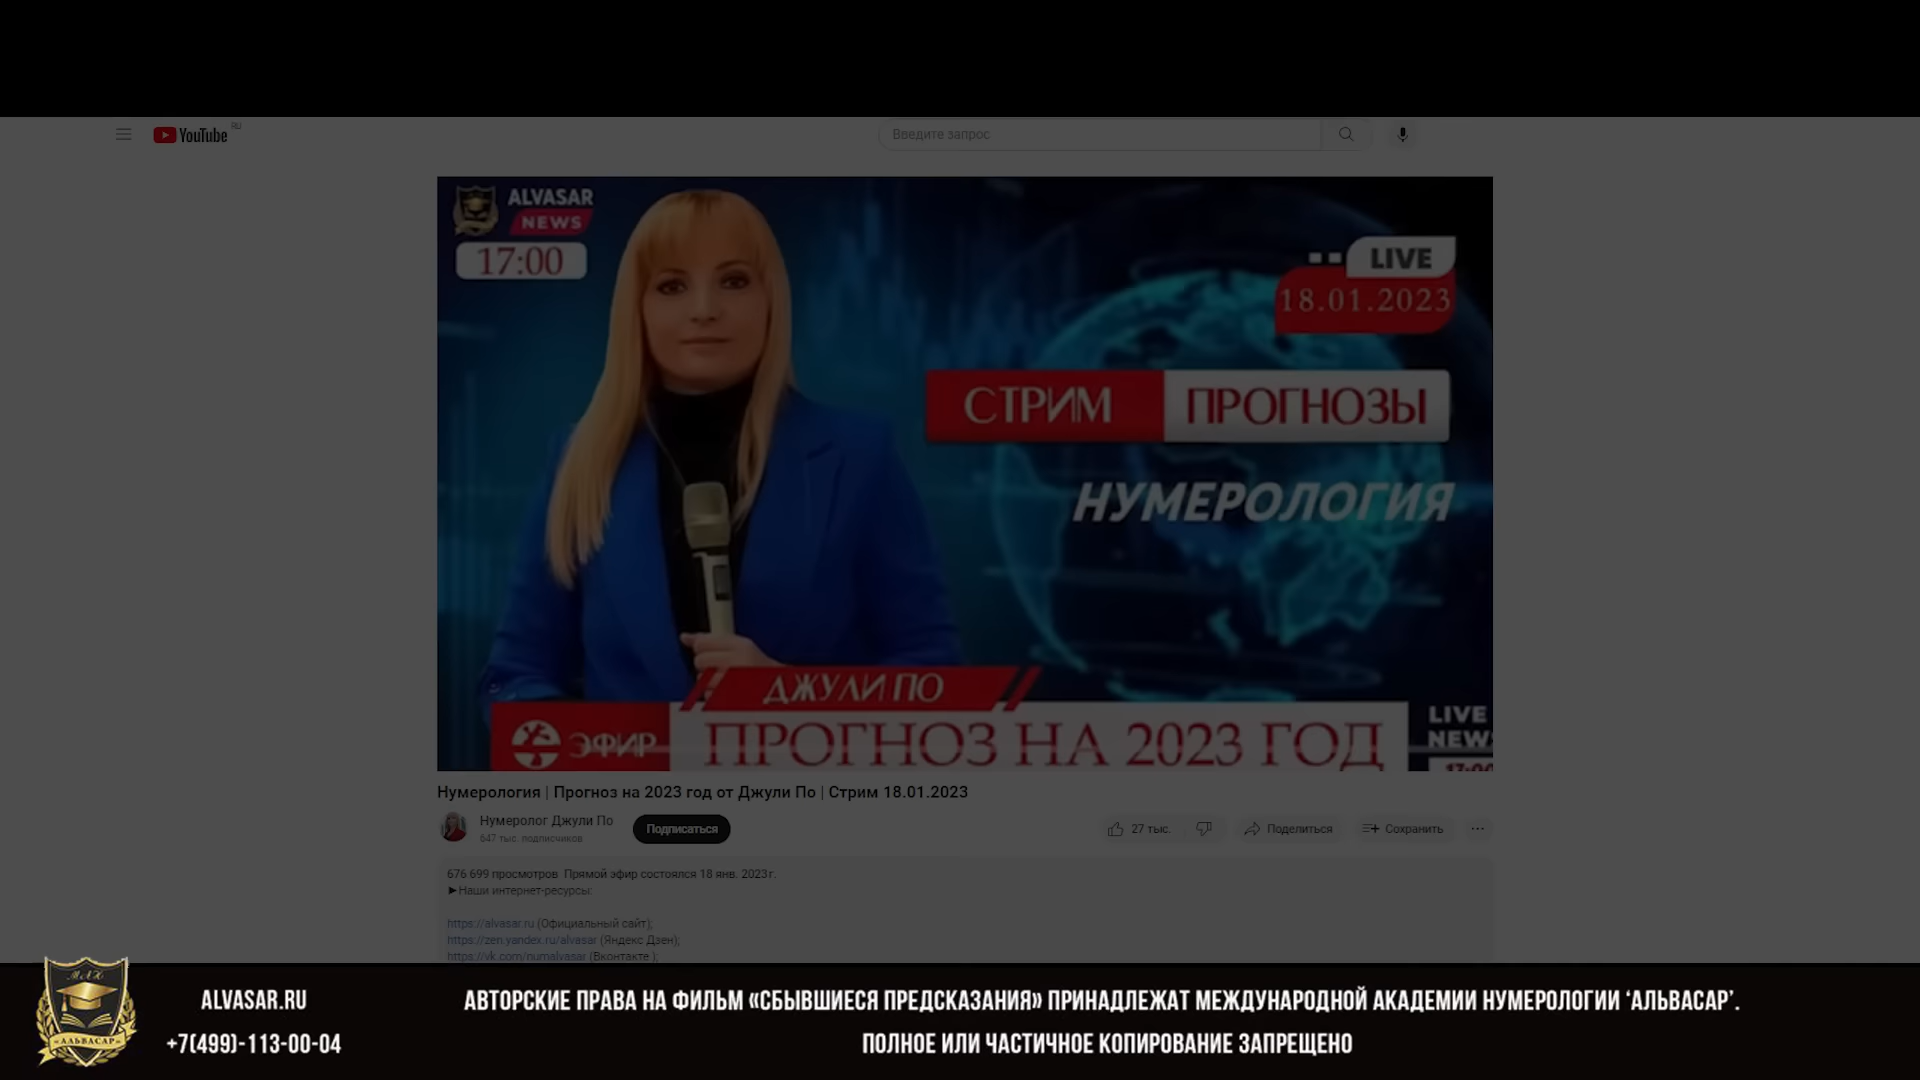 YouTube RU
Введите запрос
ALVASAR
NEWS
17:00
LIVE
18.01.2023
СТРИМ ПРОГНОЗЫ
НУМЕРОЛОГИЯ
ДЖУЛИ ПО
ЭФИР ПРОГНОЗ НА 2023 ГОД
LIVE
NEWS
17:00
Нумерология | Прогноз на 2023 год от Джули По | Стрим 18.01.2023
Нумеролог Джули По
647 тыс. подписчиков
Подписаться
27 тыс.
Поделиться
Сохранить
676 699 просмотров Прямой эфир состоялся 18 янв. 2023 г.
►Наши интернет-ресурсы:
https://alvasar.ru (Официальный сайт);
https://zen.yandex.ru/alvasar (Яндекс Дзен);
https://vk.com/numalvasar (Вконтакте );
МАН
«АЛЬВАСАР»
ALVASAR.RU
+7(499)-113-00-04
АВТОРСКИЕ ПРАВА НА ФИЛЬМ «СБЫВШИЕСЯ ПРЕДСКАЗАНИЯ» ПРИНАДЛЕЖАТ МЕЖДУНАРОДНОЙ АКАДЕМИИ НУМЕРОЛОГИИ ‘АЛЬВАСАР’.
ПОЛНОЕ ИЛИ ЧАСТИЧНОЕ КОПИРОВАНИЕ ЗАПРЕЩЕНО